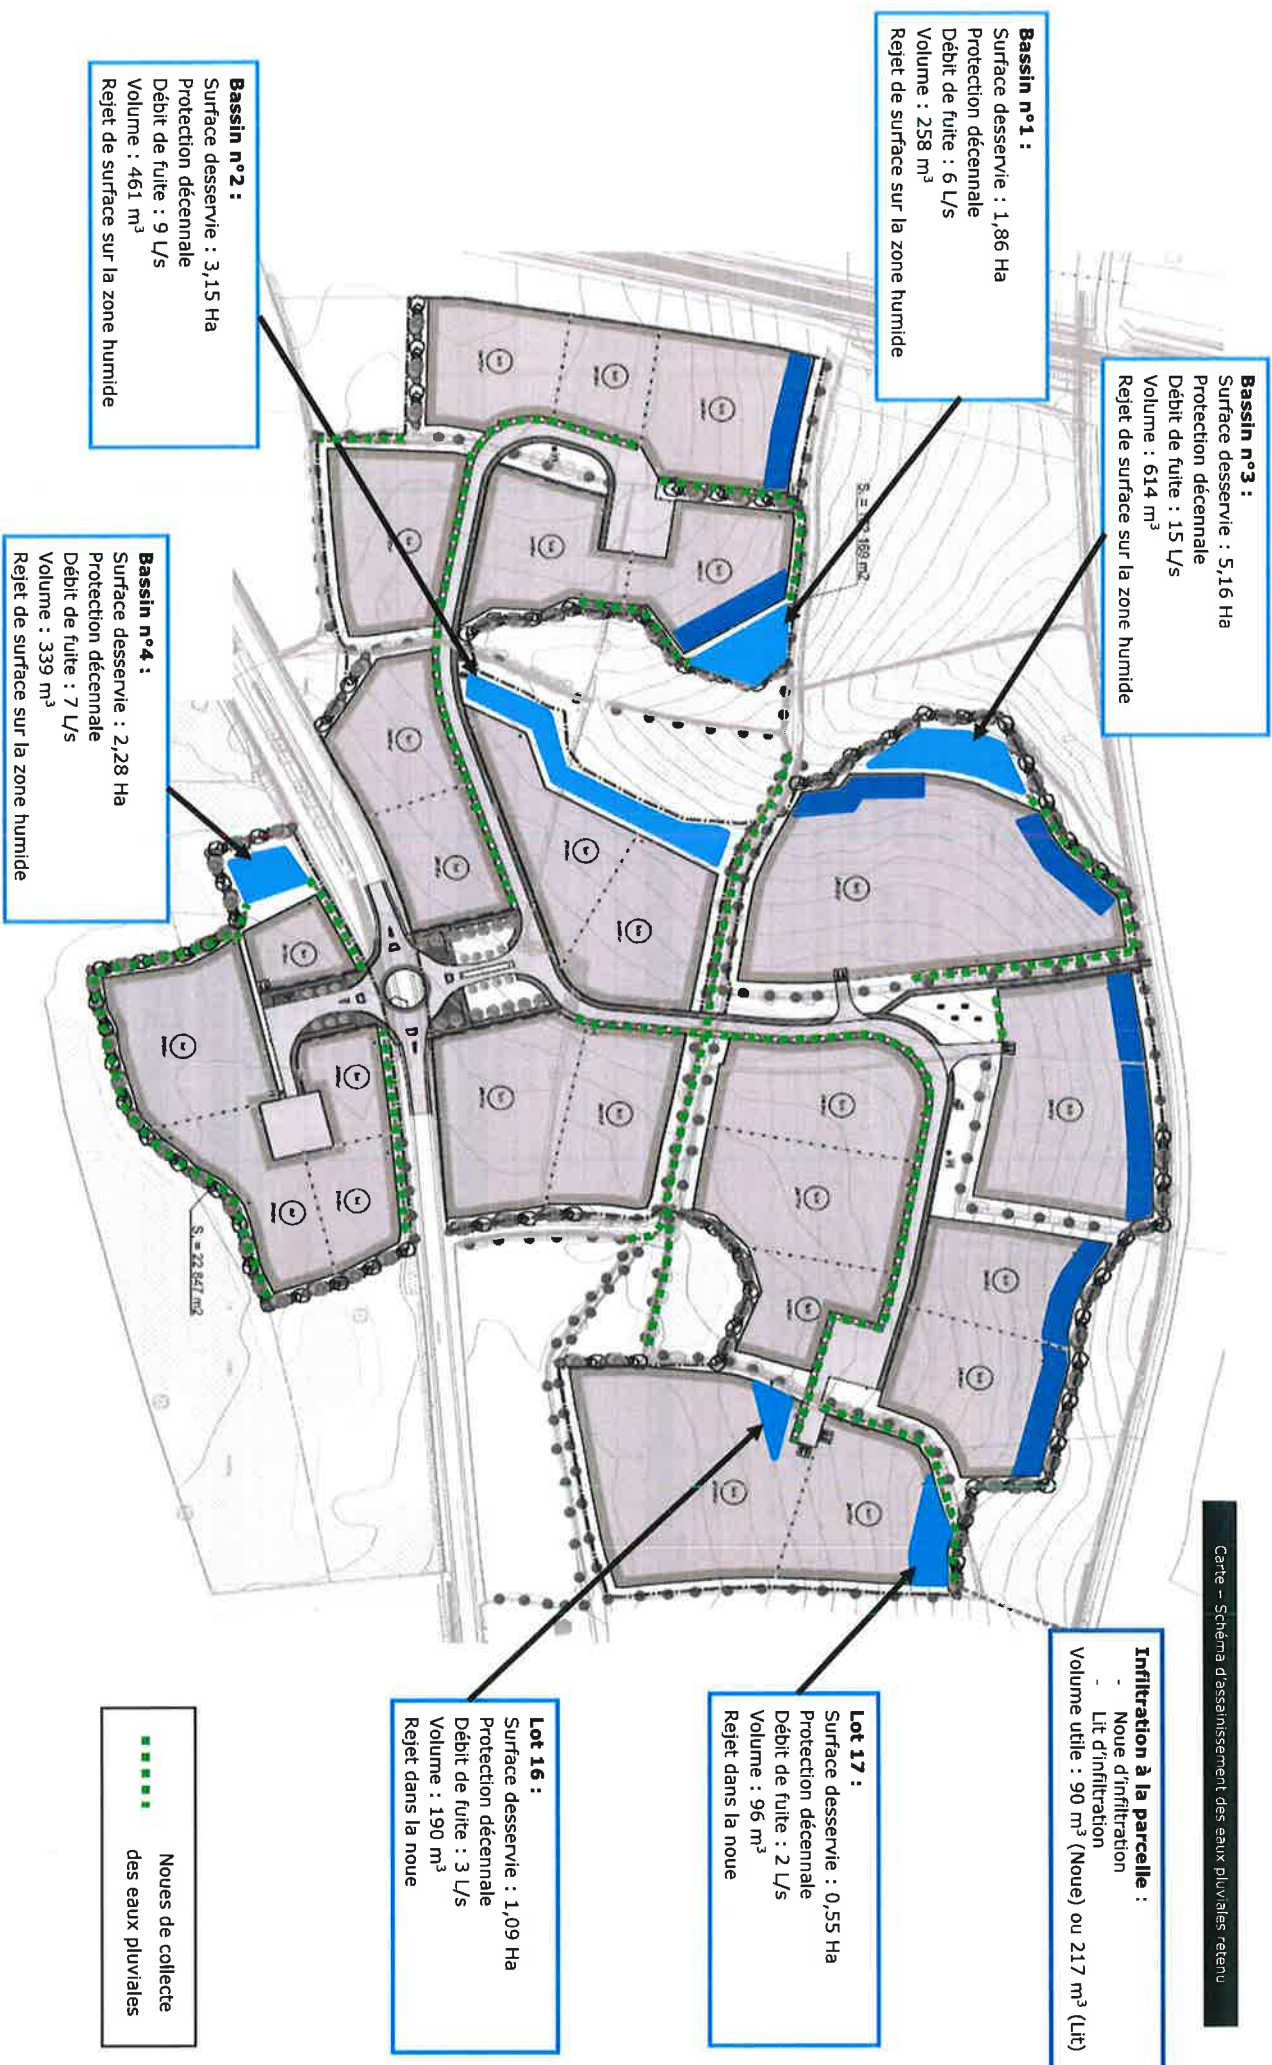 Carte – Schéma d'assainissement des eaux pluviales retenu
Bassin n°3 :
Surface desservie : 5,16 Ha
Protection décennale
Débit de fuite : 15 L/s
Volume : 614 m³
Rejet de surface sur la zone humide
Bassin n°1 :
Surface desservie : 1,86 Ha
Protection décennale
Débit de fuite : 6 L/s
Volume : 258 m³
Rejet de surface sur la zone humide
Infiltration à la parcelle :
- Noue d'infiltration
- Lit d'infiltration
Volume utile : 90 m³ (Noue) ou 217 m³ (Lit)
Lot 17 :
Surface desservie : 0,55 Ha
Protection décennale
Débit de fuite : 2 L/s
Volume : 96 m³
Rejet dans la noue
Lot 16 :
Surface desservie : 1,09 Ha
Protection décennale
Débit de fuite : 3 L/s
Volume : 190 m³
Rejet dans la noue
Bassin n°2 :
Surface desservie : 3,15 Ha
Protection décennale
Débit de fuite : 9 L/s
Volume : 461 m³
Rejet de surface sur la zone humide
Bassin n°4 :
Surface desservie : 2,28 Ha
Protection décennale
Débit de fuite : 7 L/s
Volume : 339 m³
Rejet de surface sur la zone humide
169 m2
= 22 847 m2
Noues de collecte
des eaux pluviales